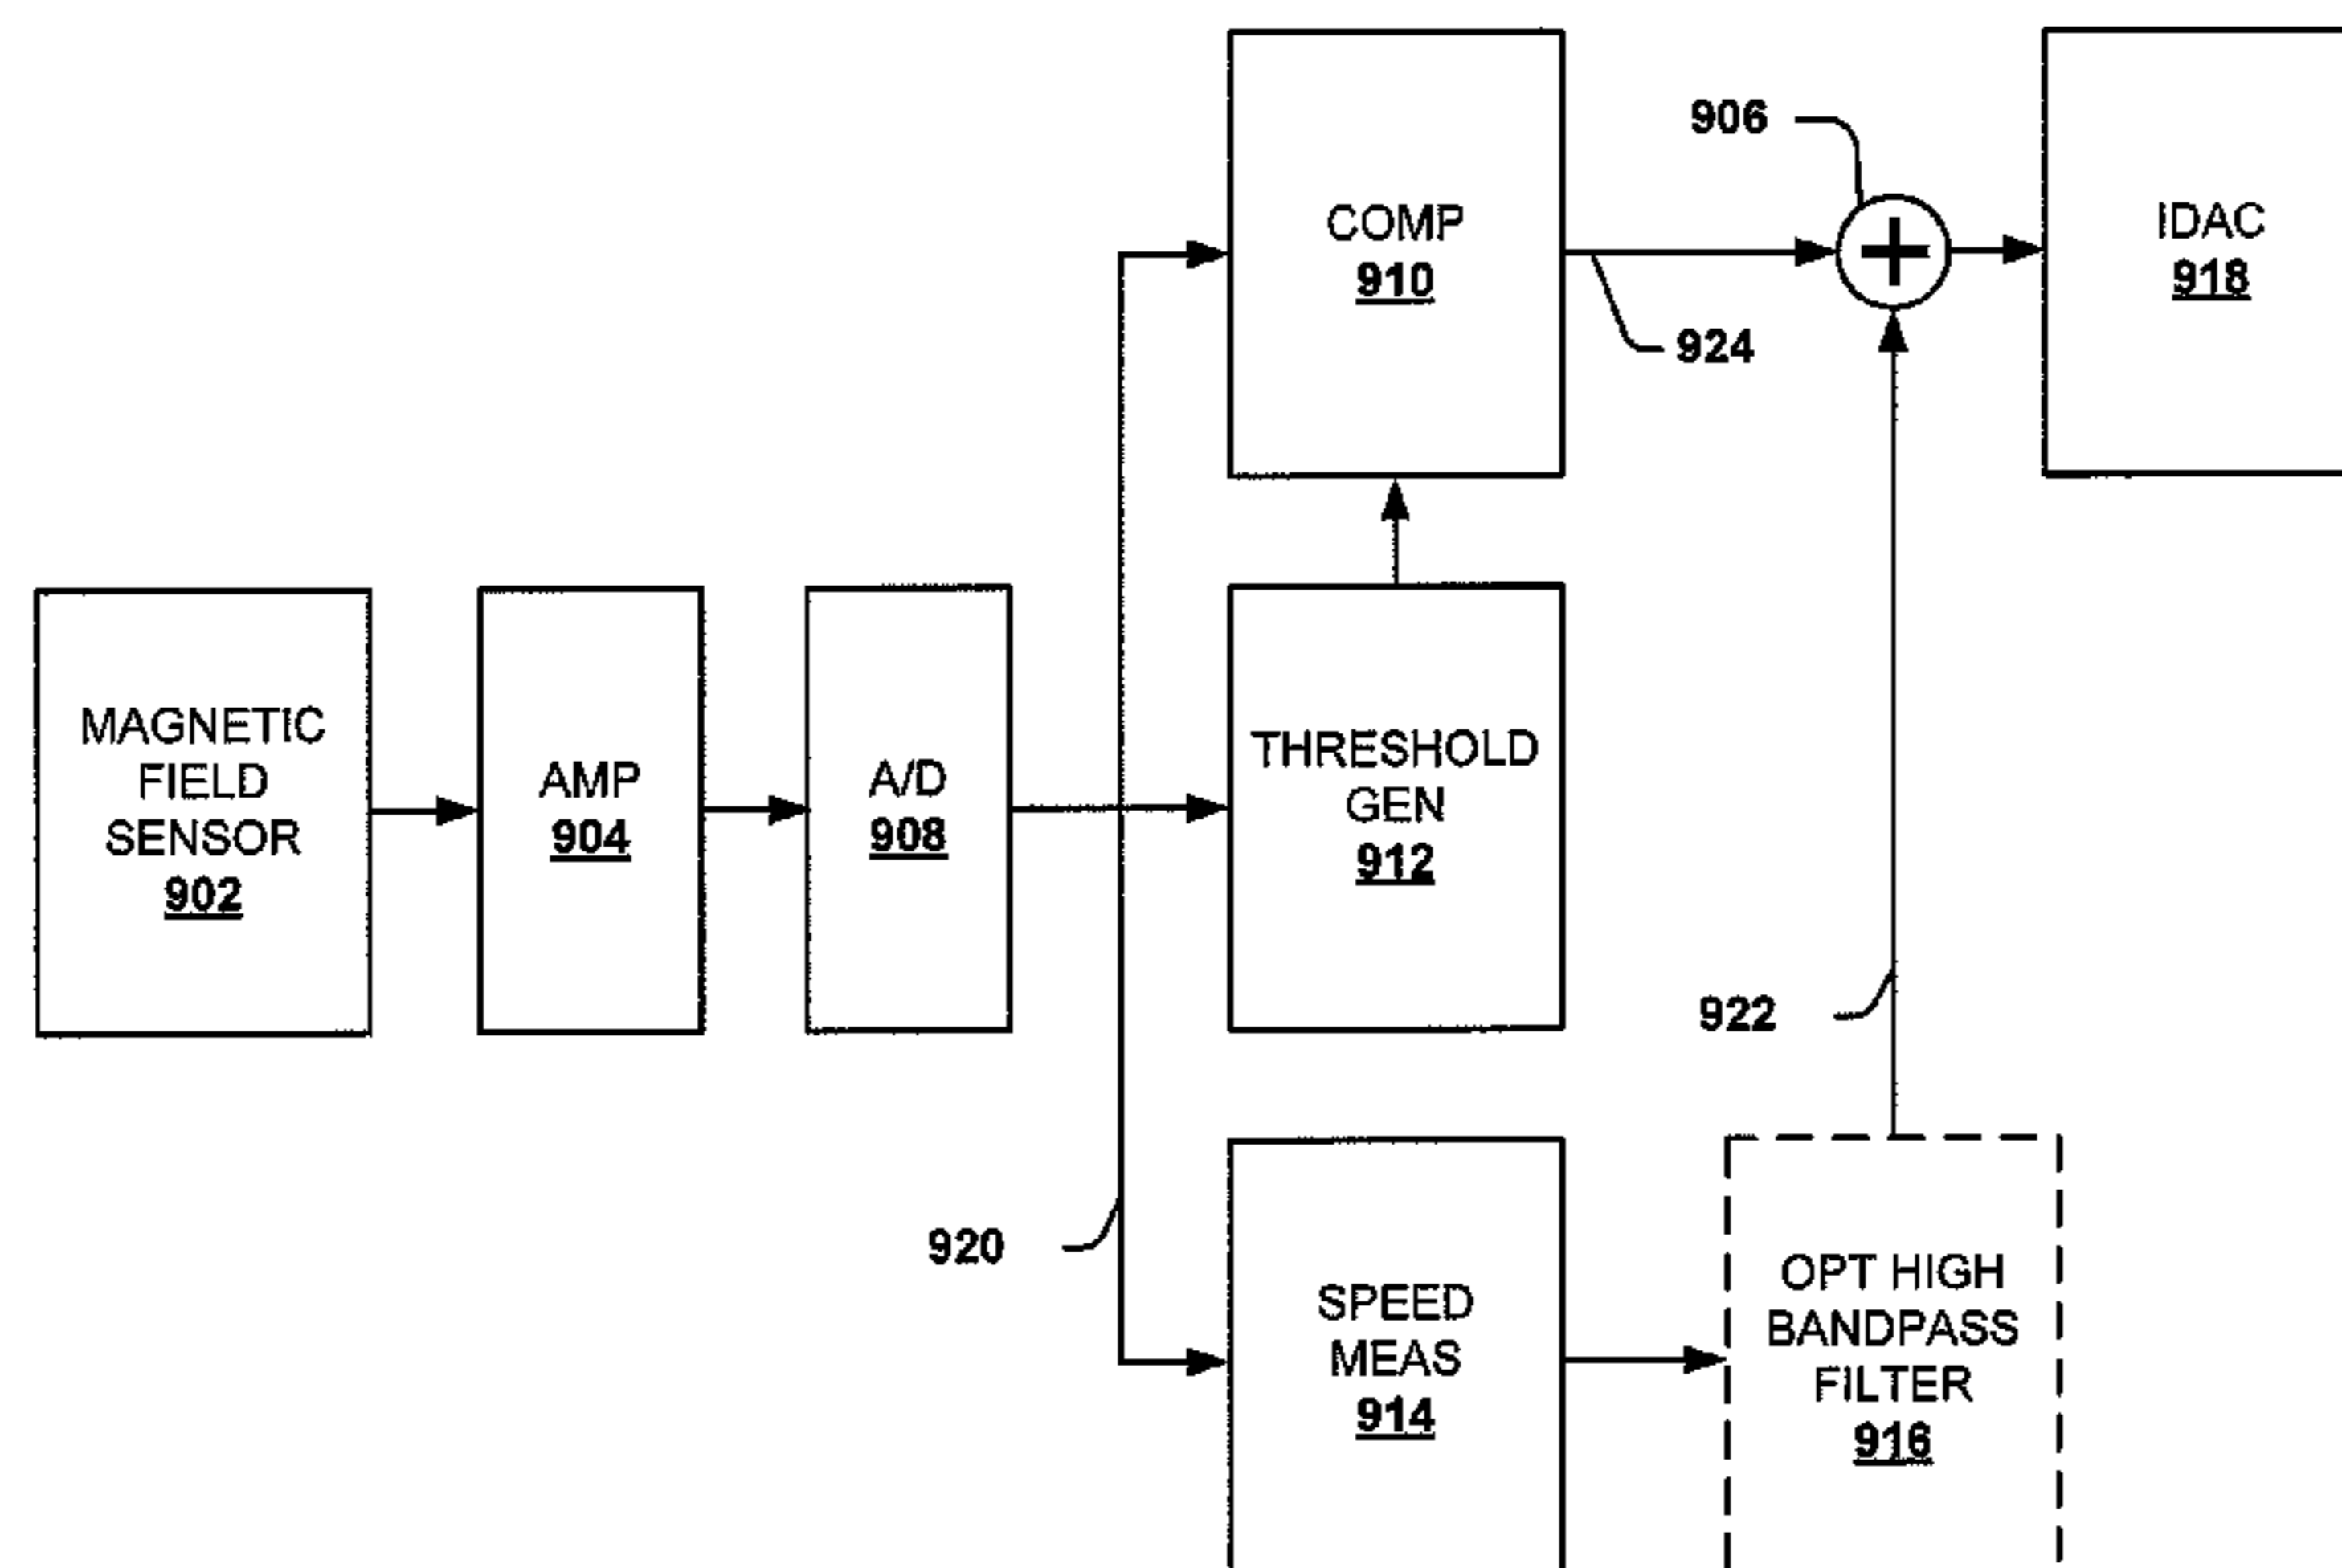 COMP
910
906
IDAC
918
924
MAGNETIC
FIELD
SENSOR
902
AMP
904
A/D
908
THRESHOLD
GEN
912
922
920
SPEED
MEAS
914
OPT HIGH
BANDPASS
FILTER
916